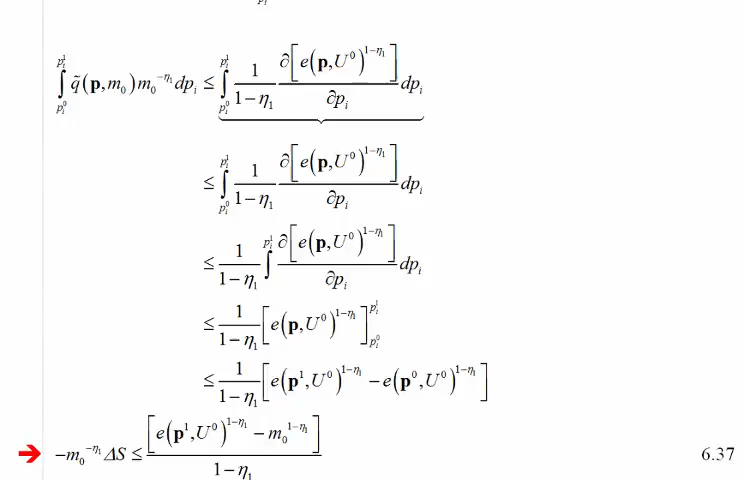 p_i
∫_{p_i^0}^{p_i^1} q̃(𝐩, m_0) m_0^{−η_1} dp_i ≤ ∫_{p_i^0}^{p_i^1} 1/(1−η_1) ∂[e(𝐩, U^0)^{1−η_1}]/∂p_i dp_i
≤ ∫_{p_i^0}^{p_i^1} 1/(1−η_1) ∂[e(𝐩, U^0)^{1−η_1}]/∂p_i dp_i
≤ 1/(1−η_1) ∫^{p_i^1} ∂[e(𝐩, U^0)^{1−η_1}]/∂p_i dp_i
≤ 1/(1−η_1) [e(𝐩, U^0)^{1−η_1}]_{p_i^0}^{p_i^1}
≤ 1/(1−η_1) [e(𝐩^1, U^0)^{1−η_1} − e(𝐩^0, U^0)^{1−η_1}]
➔ −m_0^{−η_1} ΔS ≤ [e(𝐩^1, U^0)^{1−η_1} − m_0^{1−η_1}]/(1−η_1) 6.37